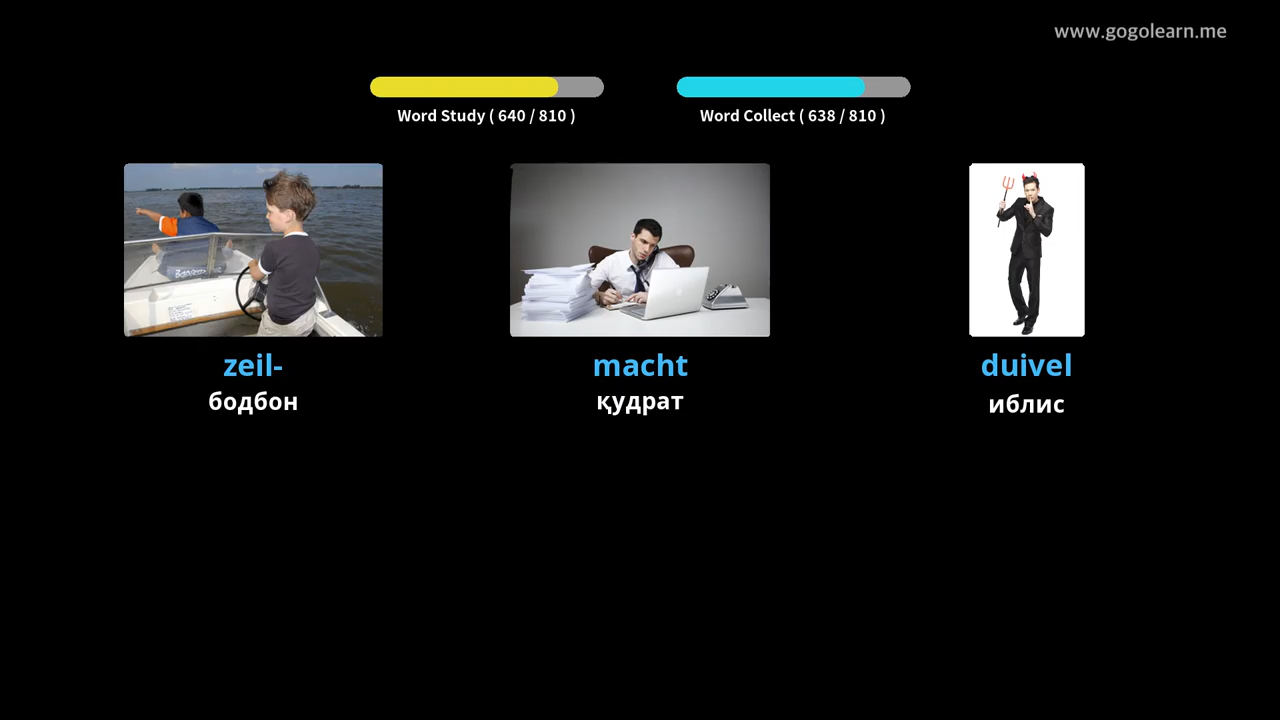 www.gogolearn.me
Word Study ( 640 / 810 )
Word Collect ( 638 / 810 )
zeil-
бодбон
macht
қудрат
duivel
иблис